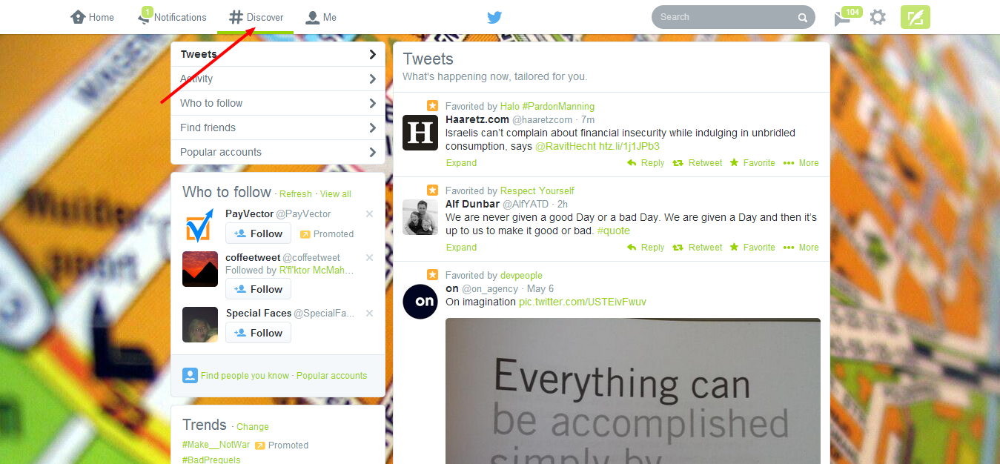 Home
1
Notifications
Discover
Me
Search
104
Tweets
Activity
Who to follow
Find friends
Popular accounts
Who to follow · Refresh · View all
PayVector @PayVector
Follow Promoted
coffeetweet @coffeetweet
Followed by R'fl'ktor McMah...
Follow
Special Faces @SpecialFa...
Follow
Find people you know · Popular accounts
Trends · Change
#Make__NotWar Promoted
#BadPrequels
Tweets
What's happening now, tailored for you.
Favorited by Halo #PardonManning
H
Haaretz.com @haaretzcom · 7m
Israelis can't complain about financial insecurity while indulging in unbridled
consumption, says @RavitHecht htz.li/1j1JPb3
Expand Reply Retweet Favorite More
Favorited by Respect Yourself
Alf Dunbar @AlfYATD · 2h
We are never given a good Day or a bad Day. We are given a Day and then it's
up to us to make it good or bad. #quote
Expand Reply Retweet Favorite More
Favorited by devpeople
on
on @on_agency · May 6
On imagination pic.twitter.com/USTEivFwuv
Everything can
be accomplished
simply by